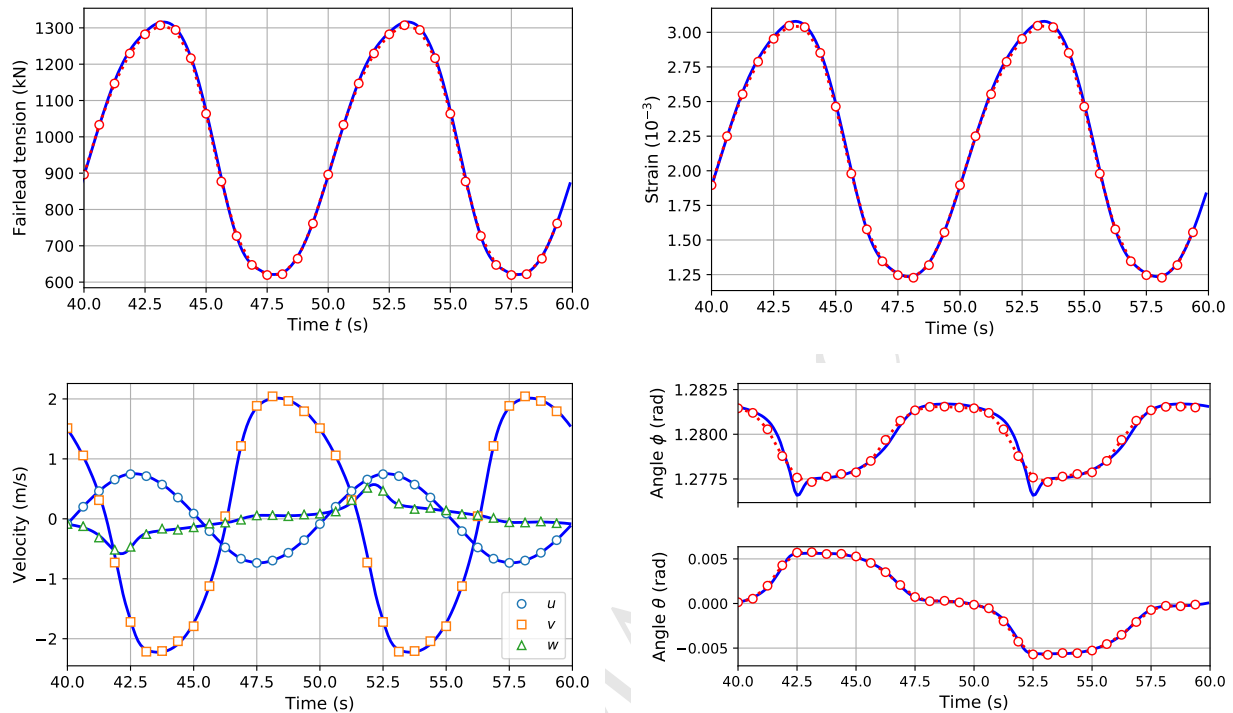 1300
1200
1100
1000
900
800
700
600
Fairlead tension (kN)
40.0 42.5 45.0 47.5 50.0 52.5 55.0 57.5 60.0
Time t (s)
3.00
2.75
2.50
2.25
2.00
1.75
1.50
1.25
Strain (10⁻³)
40.0 42.5 45.0 47.5 50.0 52.5 55.0 57.5 60.0
Time (s)
2
1
0
−1
−2
Velocity (m/s)
u
v
w
40.0 42.5 45.0 47.5 50.0 52.5 55.0 57.5 60.0
Time (s)
1.2825
1.2800
1.2775
Angle ϕ (rad)
0.005
0.000
−0.005
Angle θ (rad)
40.0 42.5 45.0 47.5 50.0 52.5 55.0 57.5 60.0
Time (s)